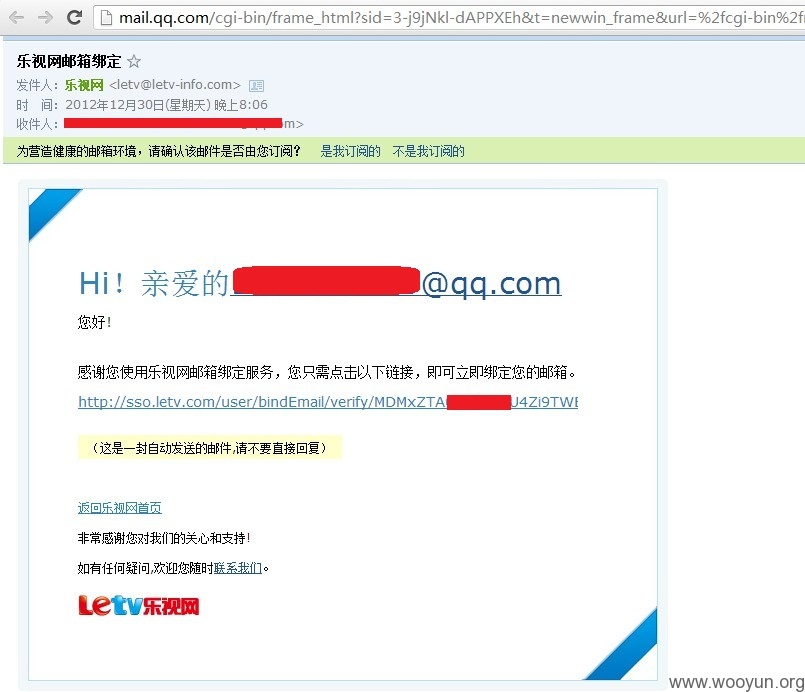 mail.qq.com/cgi-bin/frame_html?sid=3-j9jNkl-dAPPXEh&t=newwin_frame&url=%2fcgi-bin%2f
乐视网邮箱绑定
发件人：乐视网 <letv@letv-info.com>
时 间：2012年12月30日(星期天) 晚上8:06
收件人： m>
为营造健康的邮箱环境，请确认该邮件是否由您订阅？ 是我订阅的 不是我订阅的
Hi！亲爱的 @qq.com
您好！
感谢您使用乐视网邮箱绑定服务，您只需点击以下链接，即可立即绑定您的邮箱。
http://sso.letv.com/user/bindEmail/verify/MDMxZTA U4Zi9TWE
（这是一封自动发送的邮件,请不要直接回复）
返回乐视网首页
非常感谢您对我们的关心和支持！
如有任何疑问,欢迎您随时联系我们。
Letv乐视网
www.wooyun.org